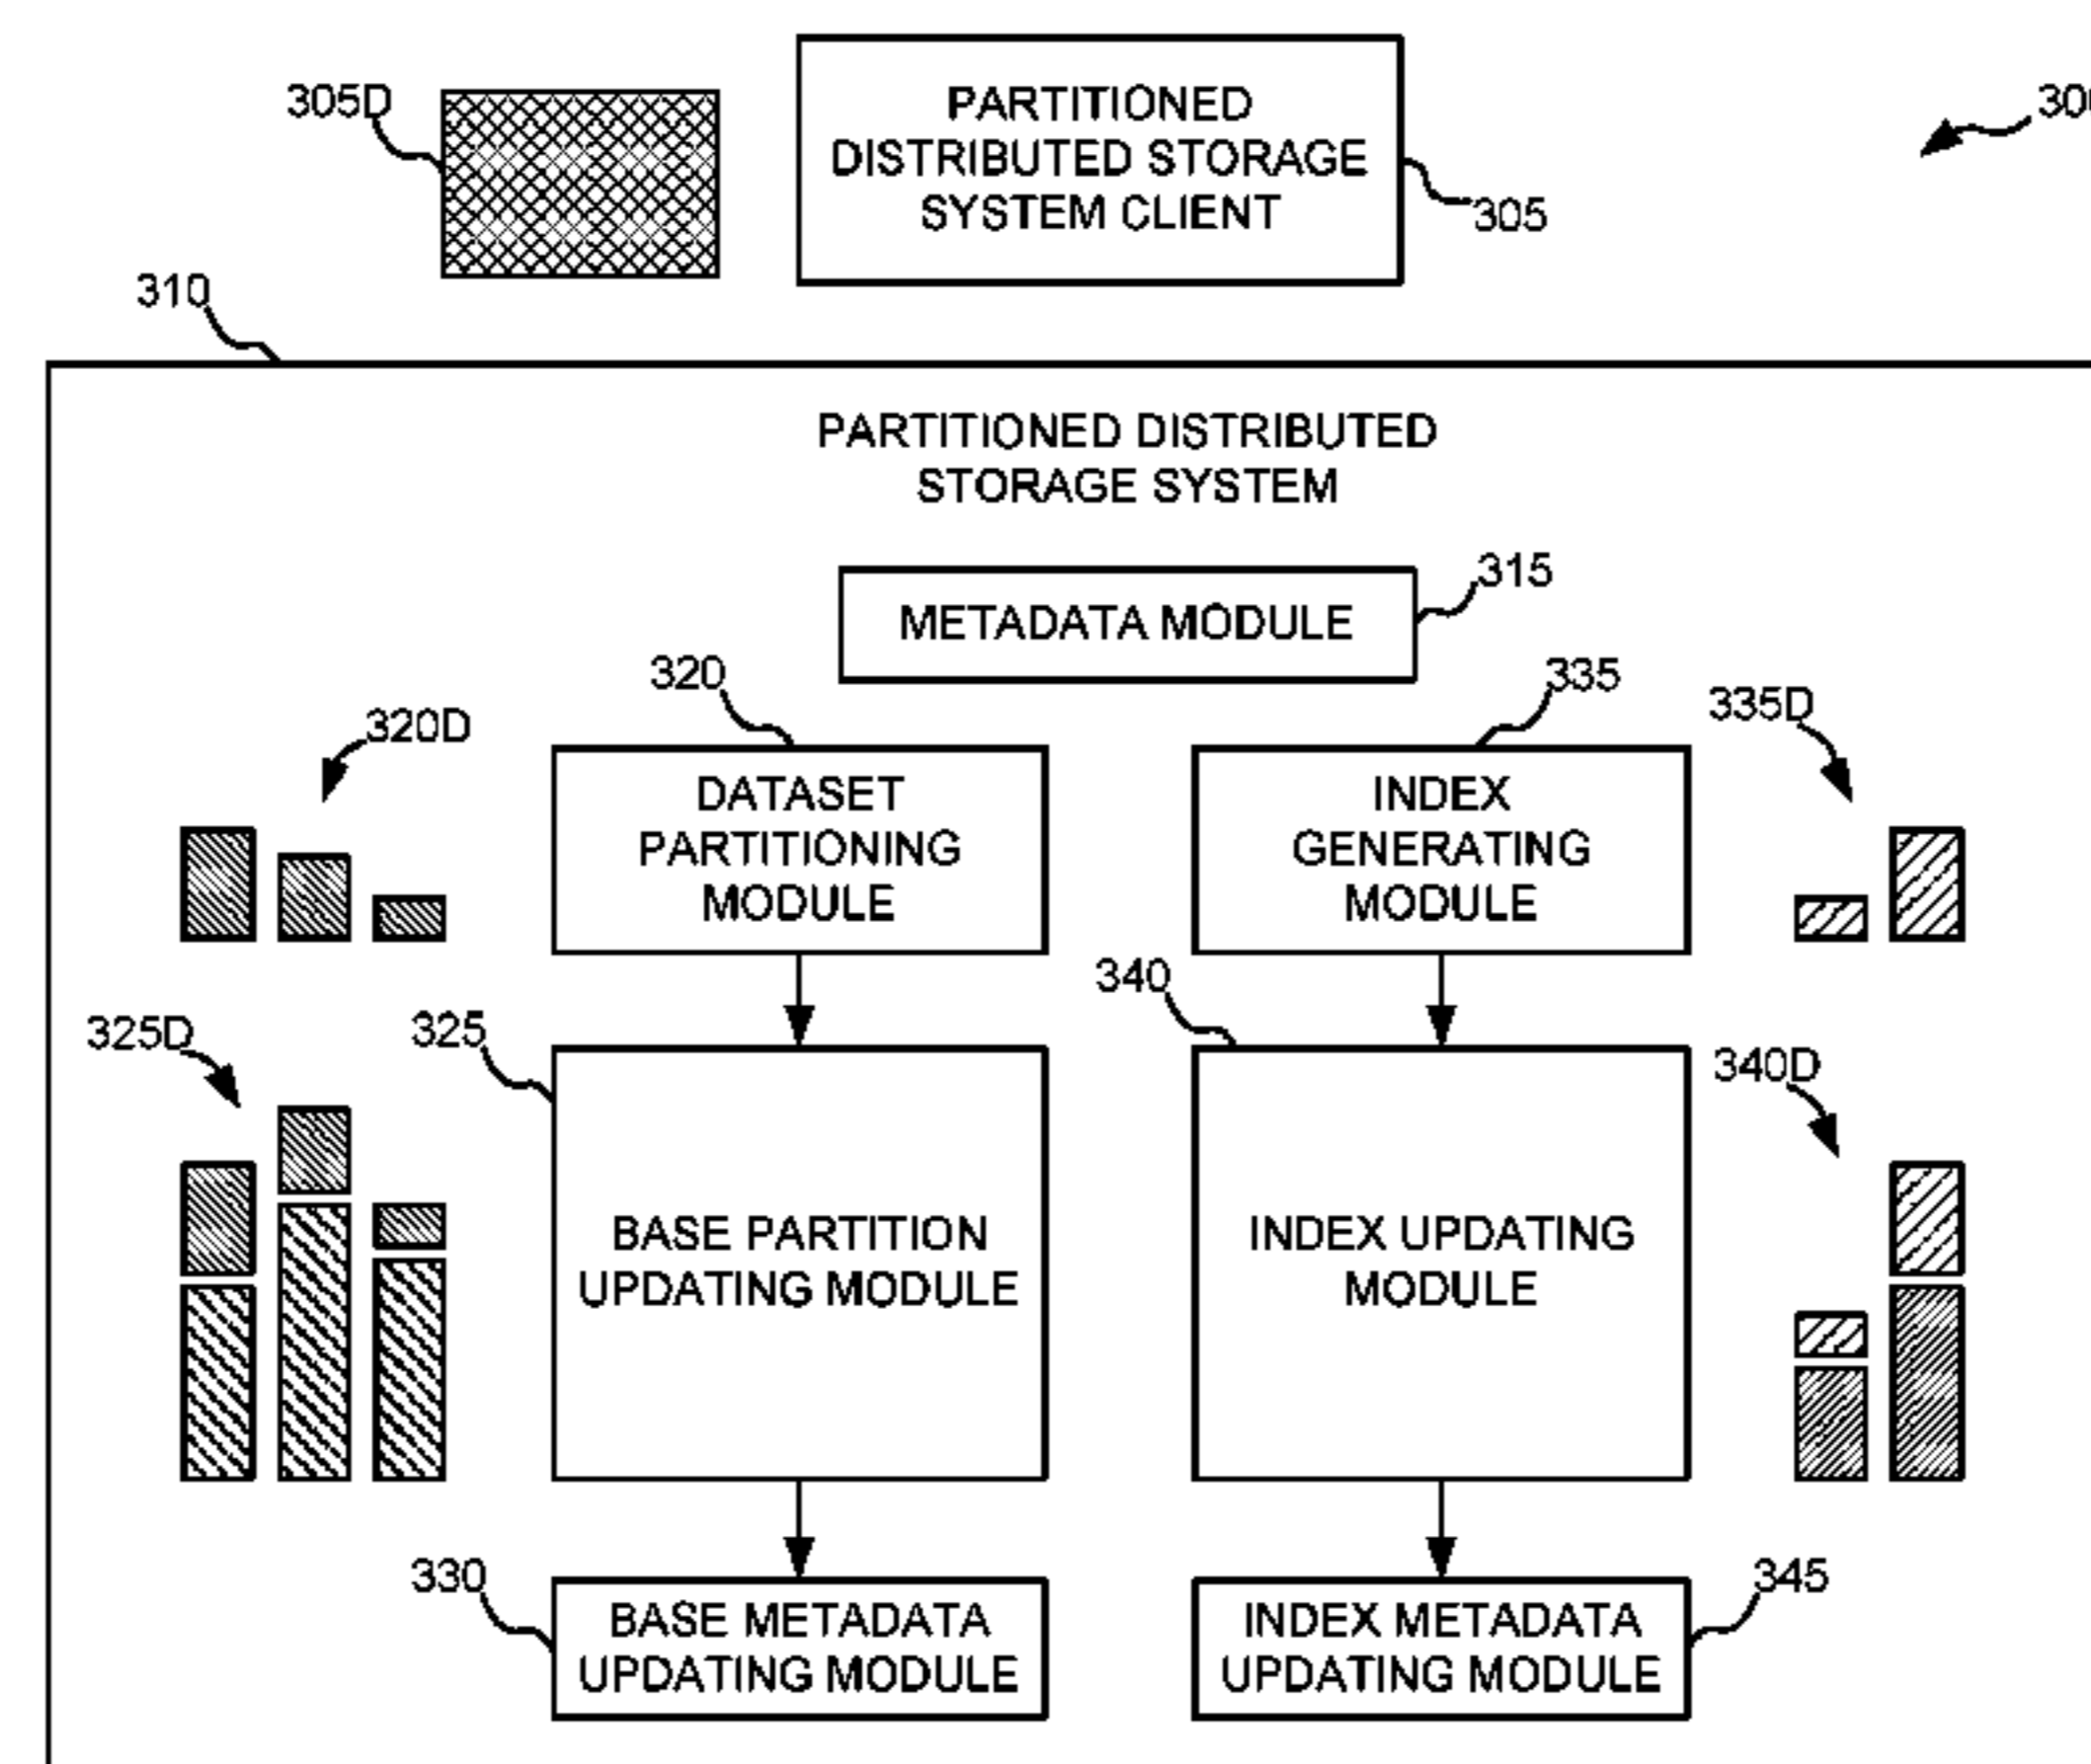 305D
PARTITIONED
DISTRIBUTED STORAGE
SYSTEM CLIENT
305
310
PARTITIONED DISTRIBUTED
STORAGE SYSTEM
METADATA MODULE
315
320
335
320D
335D
DATASET
PARTITIONING
MODULE
INDEX
GENERATING
MODULE
325D
325
340
340D
BASE PARTITION
UPDATING MODULE
INDEX UPDATING
MODULE
330
345
BASE METADATA
UPDATING MODULE
INDEX METADATA
UPDATING MODULE